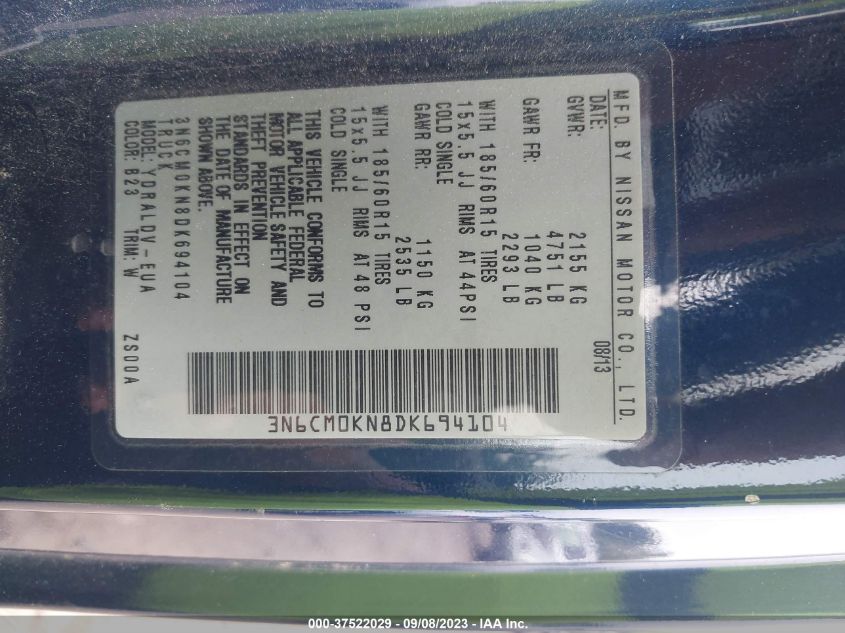 MFD. BY NISSAN MOTOR CO., LTD.
DATE: 08/13
GVWR: 2155 KG
4751 LB
GAWR FR: 1040 KG
2293 LB
WITH 185/60R15 TIRES
15x5.5 JJ RIMS AT 44PSI
COLD SINGLE
GAWR RR: 1150 KG
2535 LB
WITH 185/60R15 TIRES
15x5.5 JJ RIMS AT 48 PSI
COLD SINGLE
THIS VEHICLE CONFORMS TO
ALL APPLICABLE FEDERAL
MOTOR VEHICLE SAFETY AND
THEFT PREVENTION
STANDARDS IN EFFECT ON
THE DATE OF MANUFACTURE
SHOWN ABOVE.
3N6CM0KN8DK694104
TRUCK
MODEL: YDRALDV-EUA
COLOR: B23 TRIM: W ZS00A
3N6CM0KN8DK694104
000-37522029 - 09/08/2023 - IAA Inc.